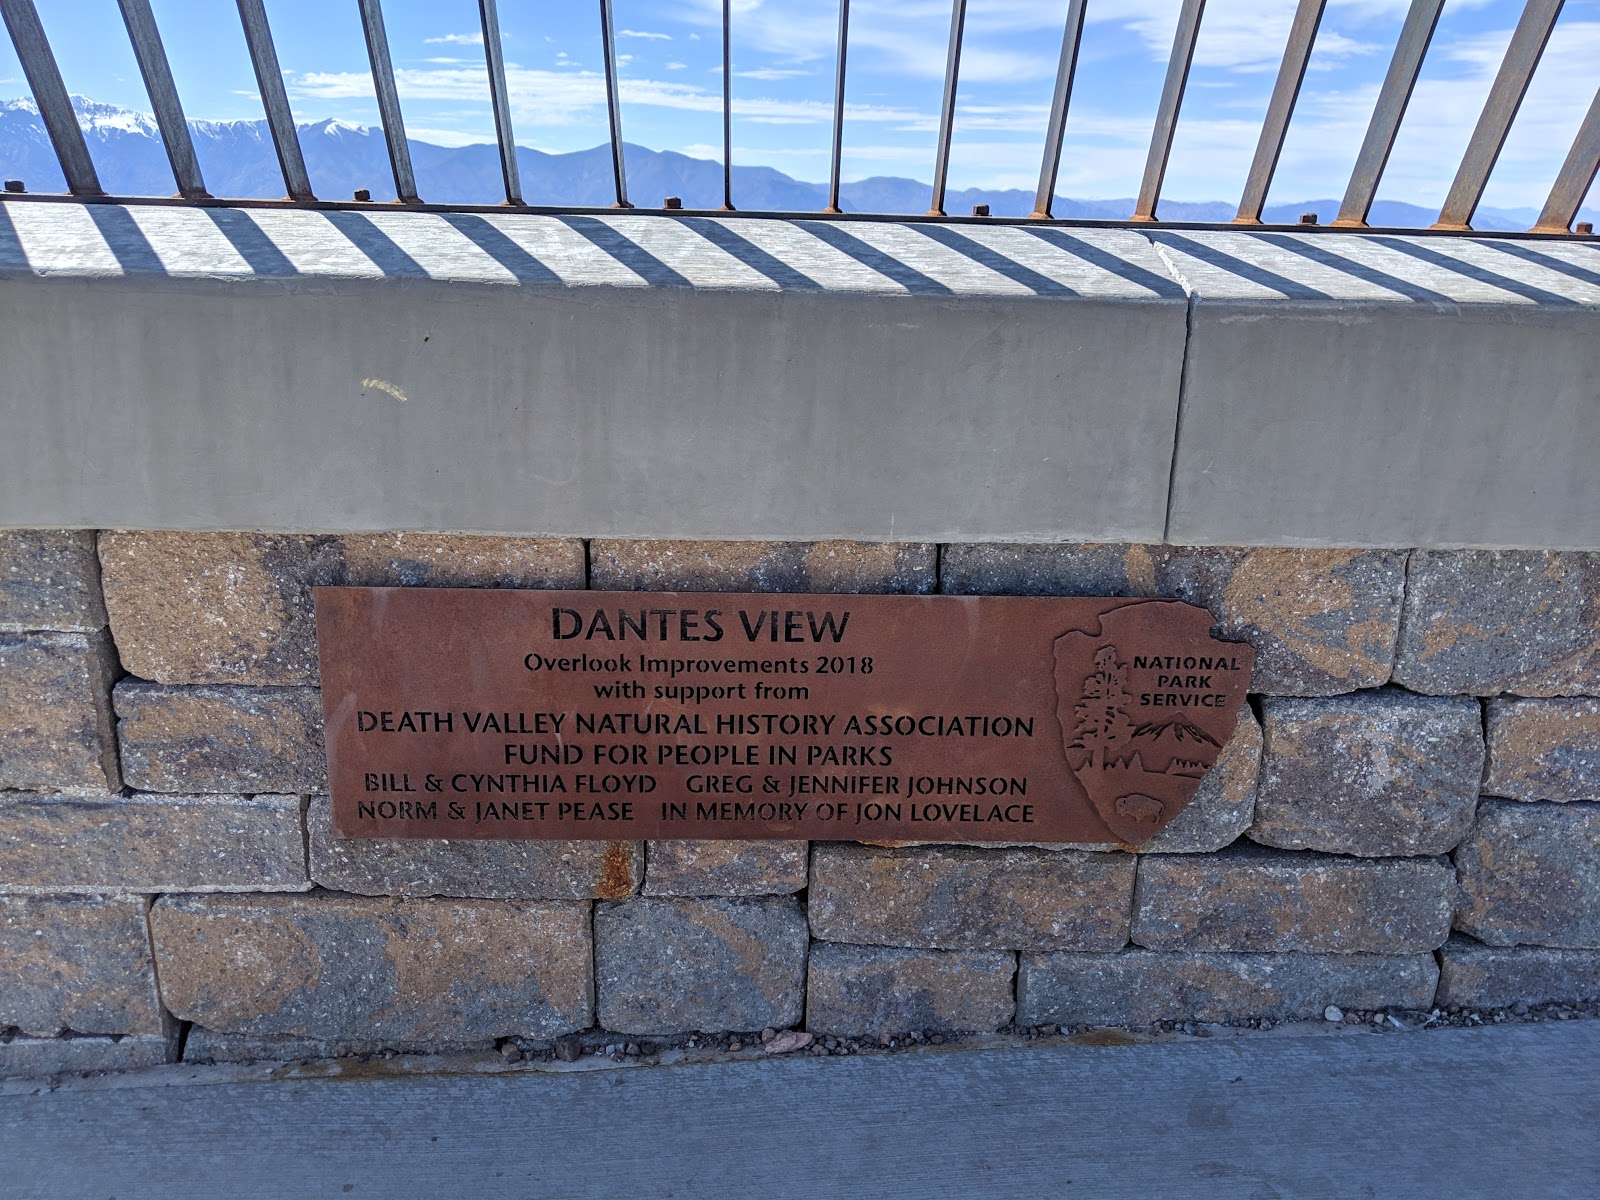 DANTES VIEW
Overlook Improvements 2018
with support from
DEATH VALLEY NATURAL HISTORY ASSOCIATION
FUND FOR PEOPLE IN PARKS
BILL & CYNTHIA FLOYD GREG & JENNIFER JOHNSON
NORM & JANET PEASE IN MEMORY OF JON LOVELACE
NATIONAL
PARK
SERVICE